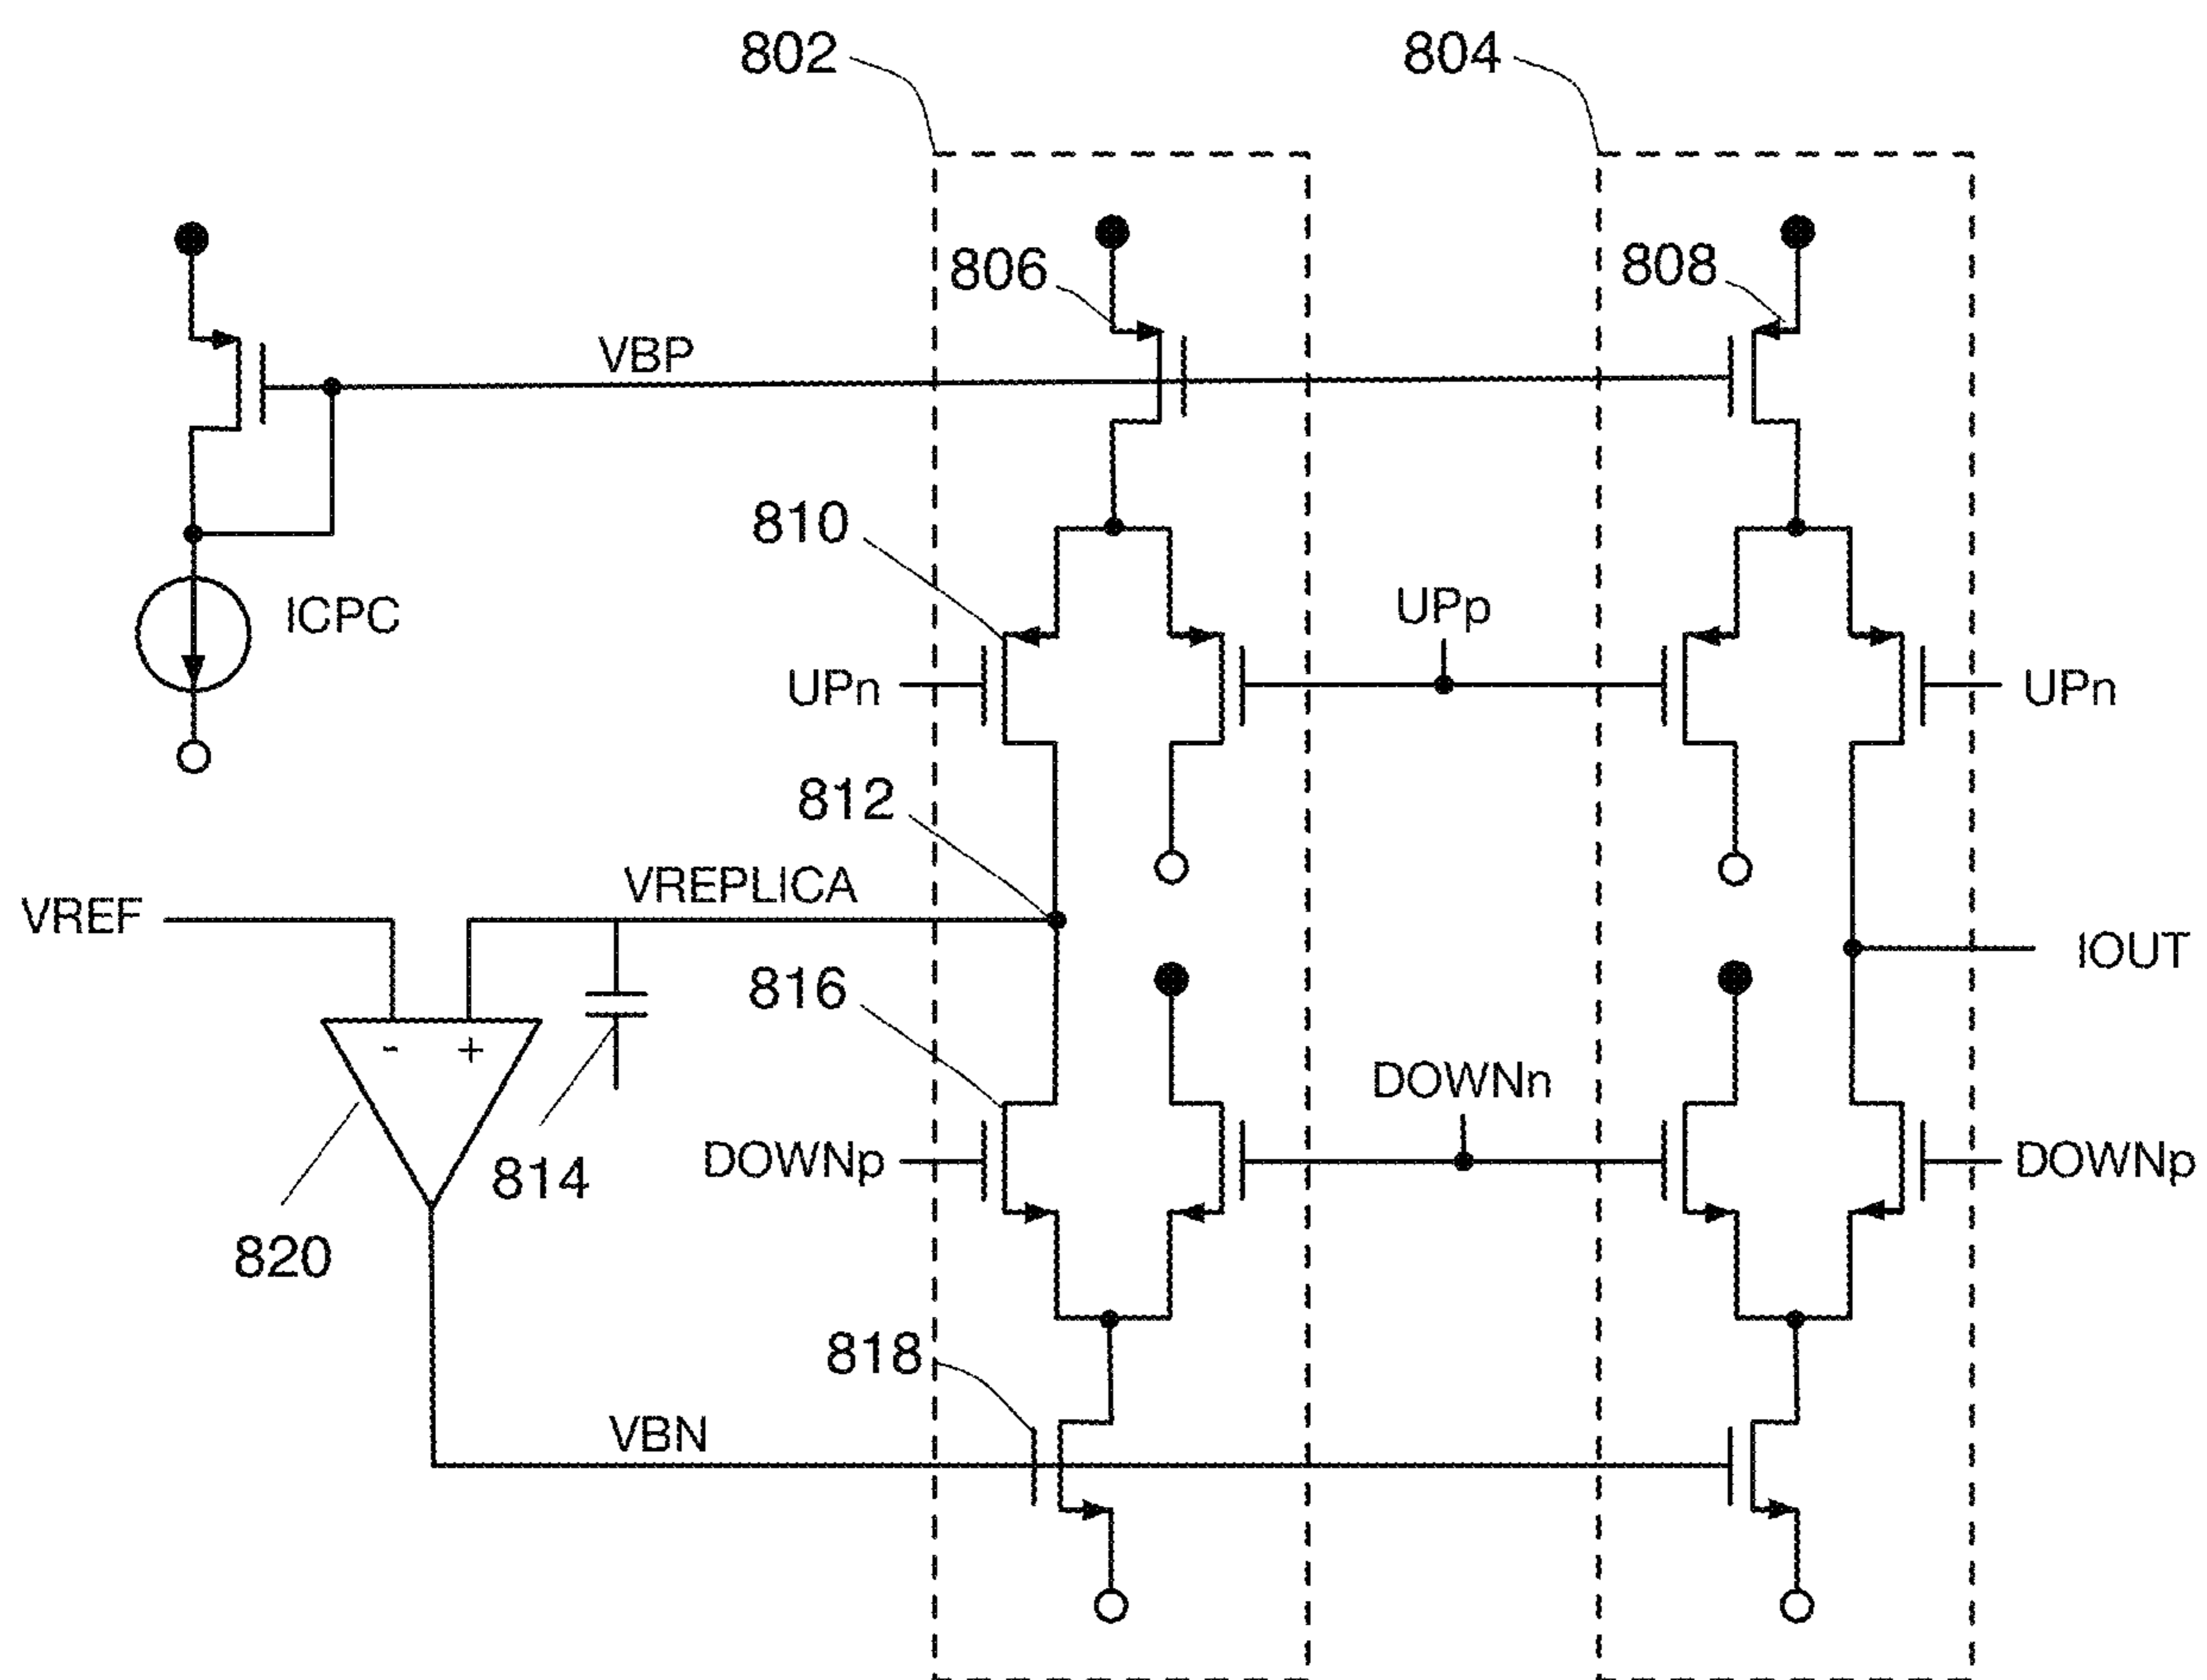 802
804
806
808
VBP
810
ICPC
UPp
UPn
UPn
812
VREPLICA
VREF
IOUT
816
- +
DOWNn
DOWNp
DOWNp
814
820
818
VBN